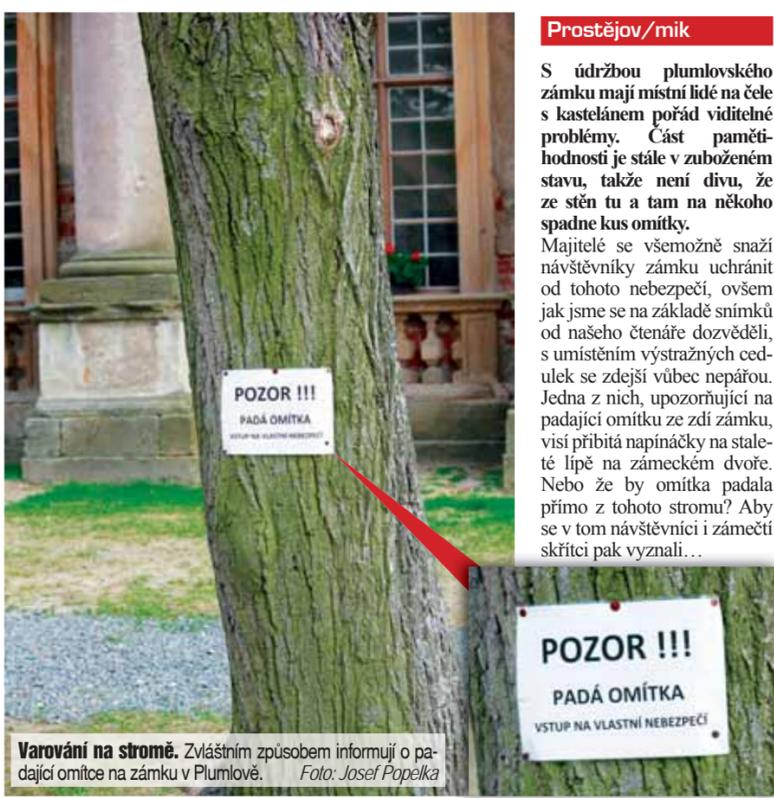 Prostějov/mik
S údržbou plumlovského
zámku mají místní lidé na čele
s kastelánem pořád viditelné
problémy. Část paměti-
hodnosti je stále v zuboženém
stavu, takže není divu, že
ze stěn tu a tam na někoho
spadne kus omítky.
Majitelé se všemožně snaží
návštěvníky zámku uchránit
od tohoto nebezpečí, ovšem
jak jsme se na základě snímků
od našeho čtenáře dozvěděli,
s umístěním výstražných ced-
ulek se zdejší vůbec nepářou.
Jedna z nich, upozorňující na
padající omítku ze zdí zámku,
visí přibitá napínáčky na stale-
té lípě na zámeckém dvoře.
Nebo že by omítka padala
přímo z tohoto stromu? Aby
se v tom návštěvníci i zámečtí
skřítci pak vyznali…
POZOR !!!
PADÁ OMÍTKA
VSTUP NA VLASTNÍ NEBEZPEČÍ
POZOR !!!
PADÁ OMÍTKA
VSTUP NA VLASTNÍ NEBEZPEČÍ
Varování na stromě. Zvláštním způsobem informují o pa-
dající omítce na zámku v Plumlově. Foto: Josef Popelka